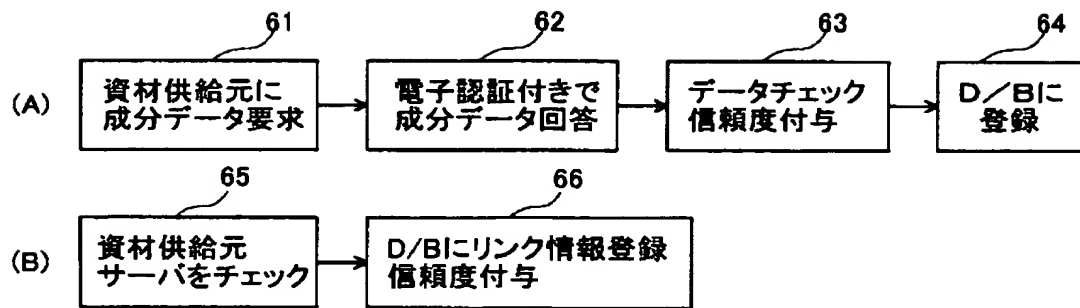 61
62
63
64
(A)
資材供給元に
成分データ要求
電子認証付きで
成分データ回答
データチェック
信頼度付与
D/Bに
登録
65
66
(B)
資材供給元
サーバをチェック
D/Bにリンク情報登録
信頼度付与